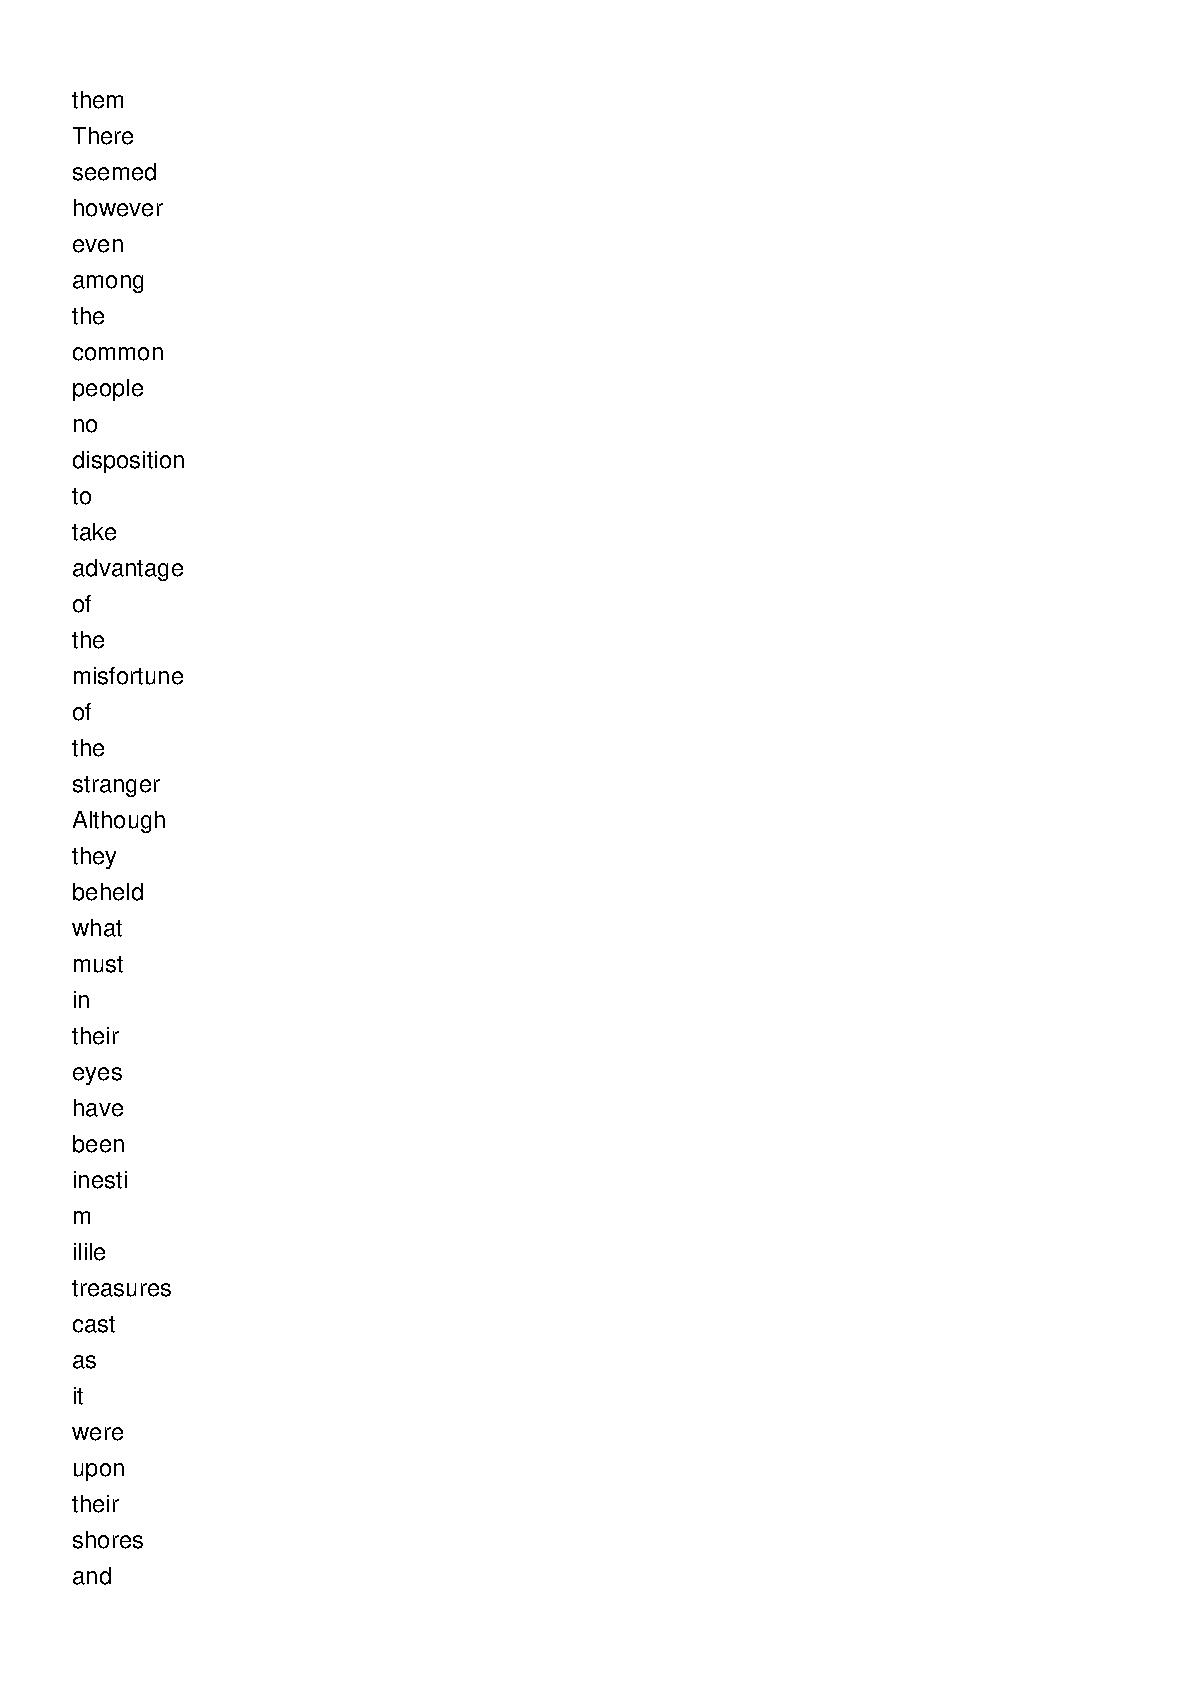 them
There
seemed
however
even
among
the
common
people
no
disposition
to
take
advantage
of
the
misfortune
of
the
stranger
Although
they
beheld
what
must
in
their
eyes
have
been
inesti
m
ilile
treasures
cast
as
it
were
upon
their
shores
and